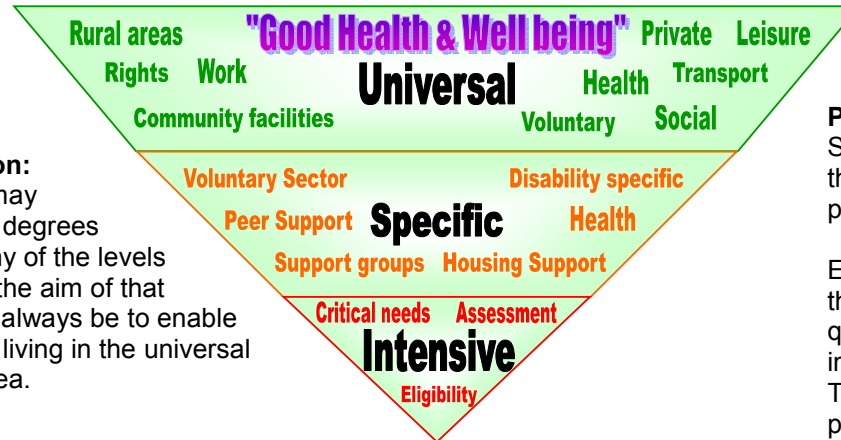 "Good Health & Well being"
Rural areas Private Leisure
Rights Work Universal Health Transport
Community facilities Voluntary Social
on:
may
degrees
y of the levels
the aim of that
always be to enable
living in the universal
ea.
Voluntary Sector Disability specific
Peer Support Specific Health
Support groups Housing Support
Critical needs Assessment
Intensive
Eligibility
P
S
th
p
E
th
q
in
T
p